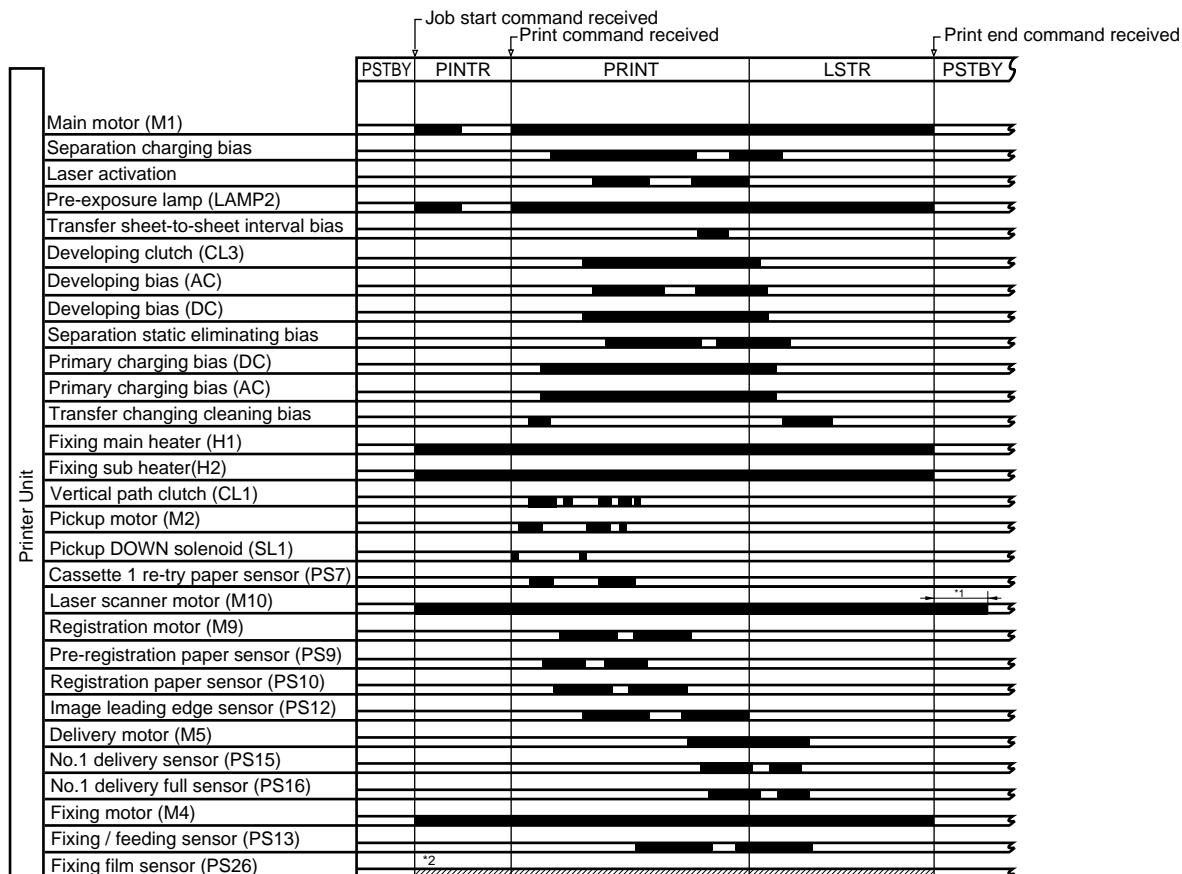 Job start command received
Print command received
Print end command received
PSTBY PINTR PRINT LSTR PSTBY
Printer Unit
Main motor (M1)
Separation charging bias
Laser activation
Pre-exposure lamp (LAMP2)
Transfer sheet-to-sheet interval bias
Developing clutch (CL3)
Developing bias (AC)
Developing bias (DC)
Separation static eliminating bias
Primary charging bias (DC)
Primary charging bias (AC)
Transfer changing cleaning bias
Fixing main heater (H1)
Fixing sub heater(H2)
Vertical path clutch (CL1)
Pickup motor (M2)
Pickup DOWN solenoid (SL1)
Cassette 1 re-try paper sensor (PS7)
Laser scanner motor (M10)
*1
Registration motor (M9)
Pre-registration paper sensor (PS9)
Registration paper sensor (PS10)
Image leading edge sensor (PS12)
Delivery motor (M5)
No.1 delivery sensor (PS15)
No.1 delivery full sensor (PS16)
Fixing motor (M4)
Fixing / feeding sensor (PS13)
Fixing film sensor (PS26)
*2